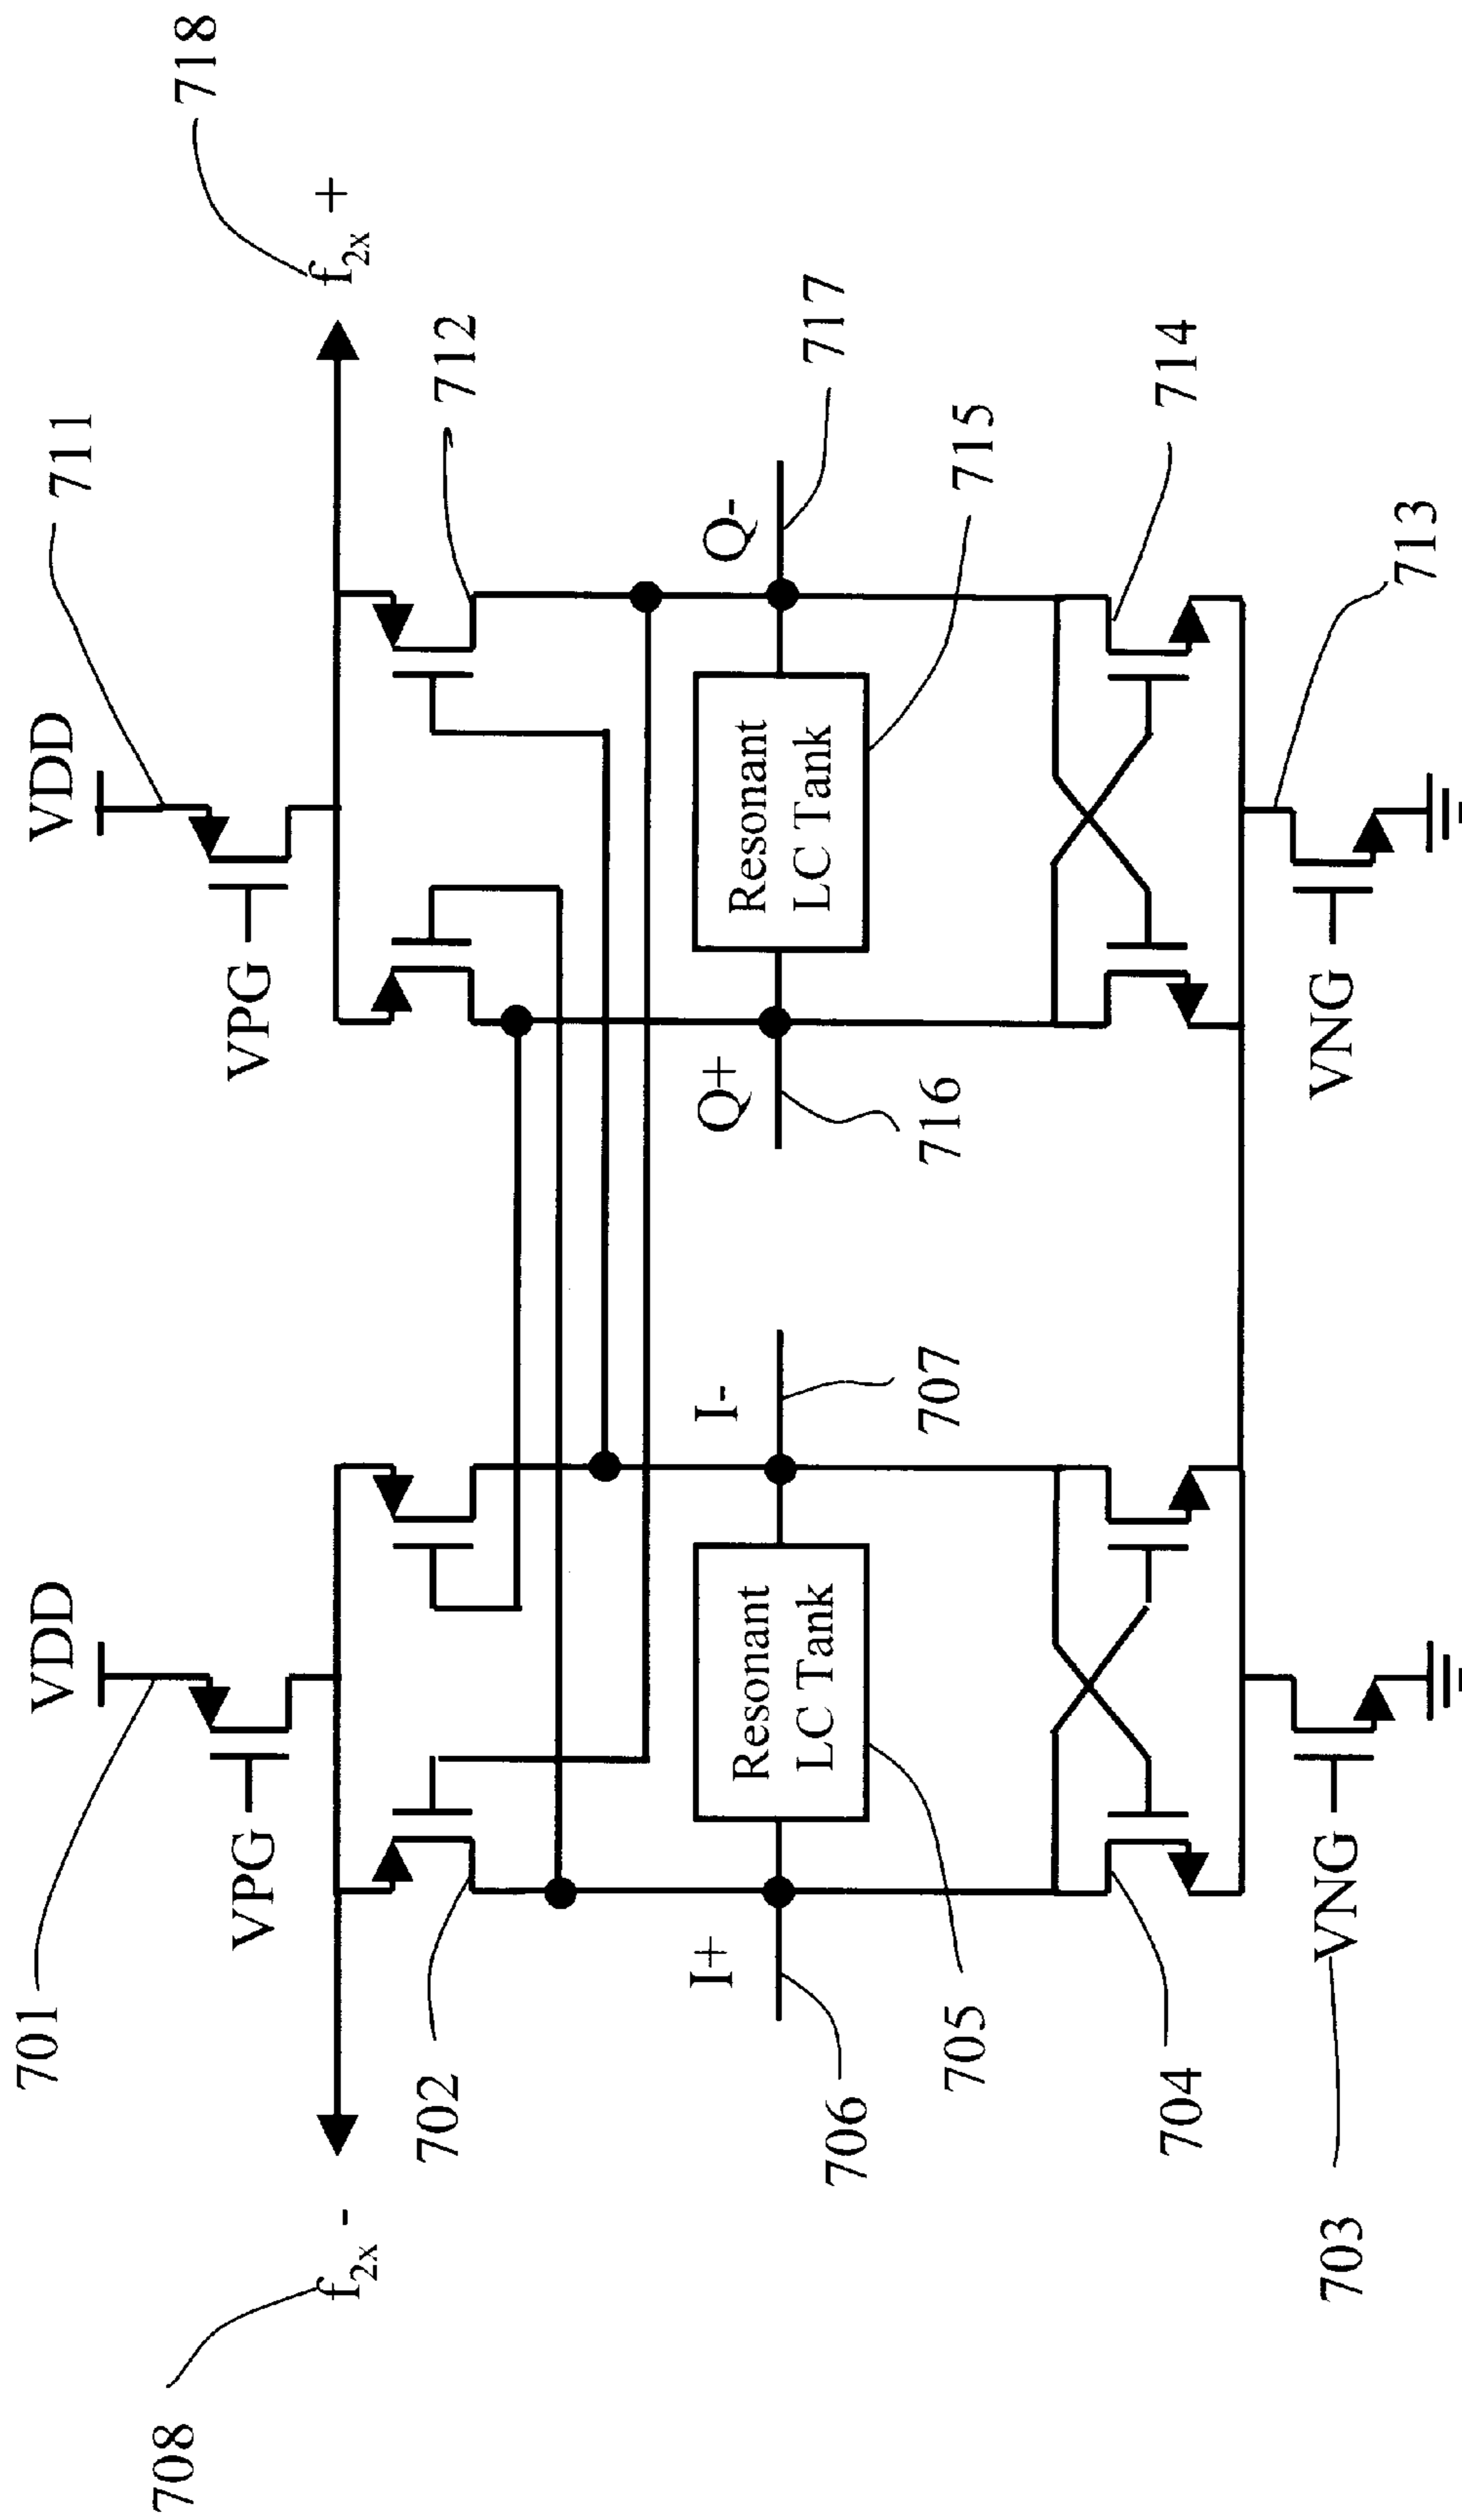 701
VDD
VDD
711
708
f2x -
f2x +
718
VPG
VPG
702
712
706
I+
I-
Q+
Q-
717
Resonant
LC Tank
Resonant
LC Tank
705
707
716
715
704
714
703
VNG
VNG
713